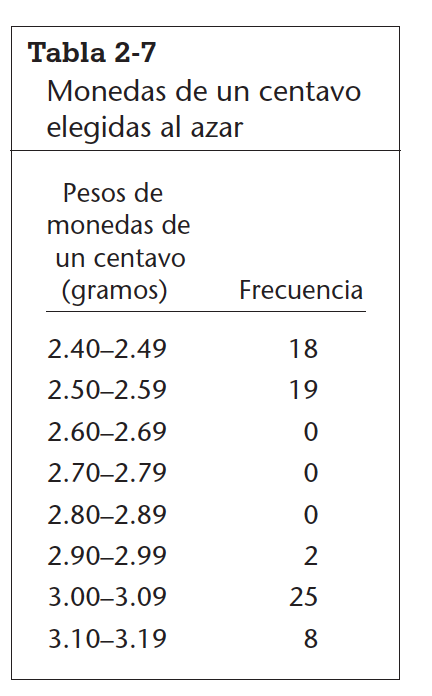 Tabla 2-7
Monedas de un centavo
elegidas al azar
Pesos de
monedas de
un centavo
(gramos) Frecuencia
2.40–2.49 18
2.50–2.59 19
2.60–2.69 0
2.70–2.79 0
2.80–2.89 0
2.90–2.99 2
3.00–3.09 25
3.10–3.19 8